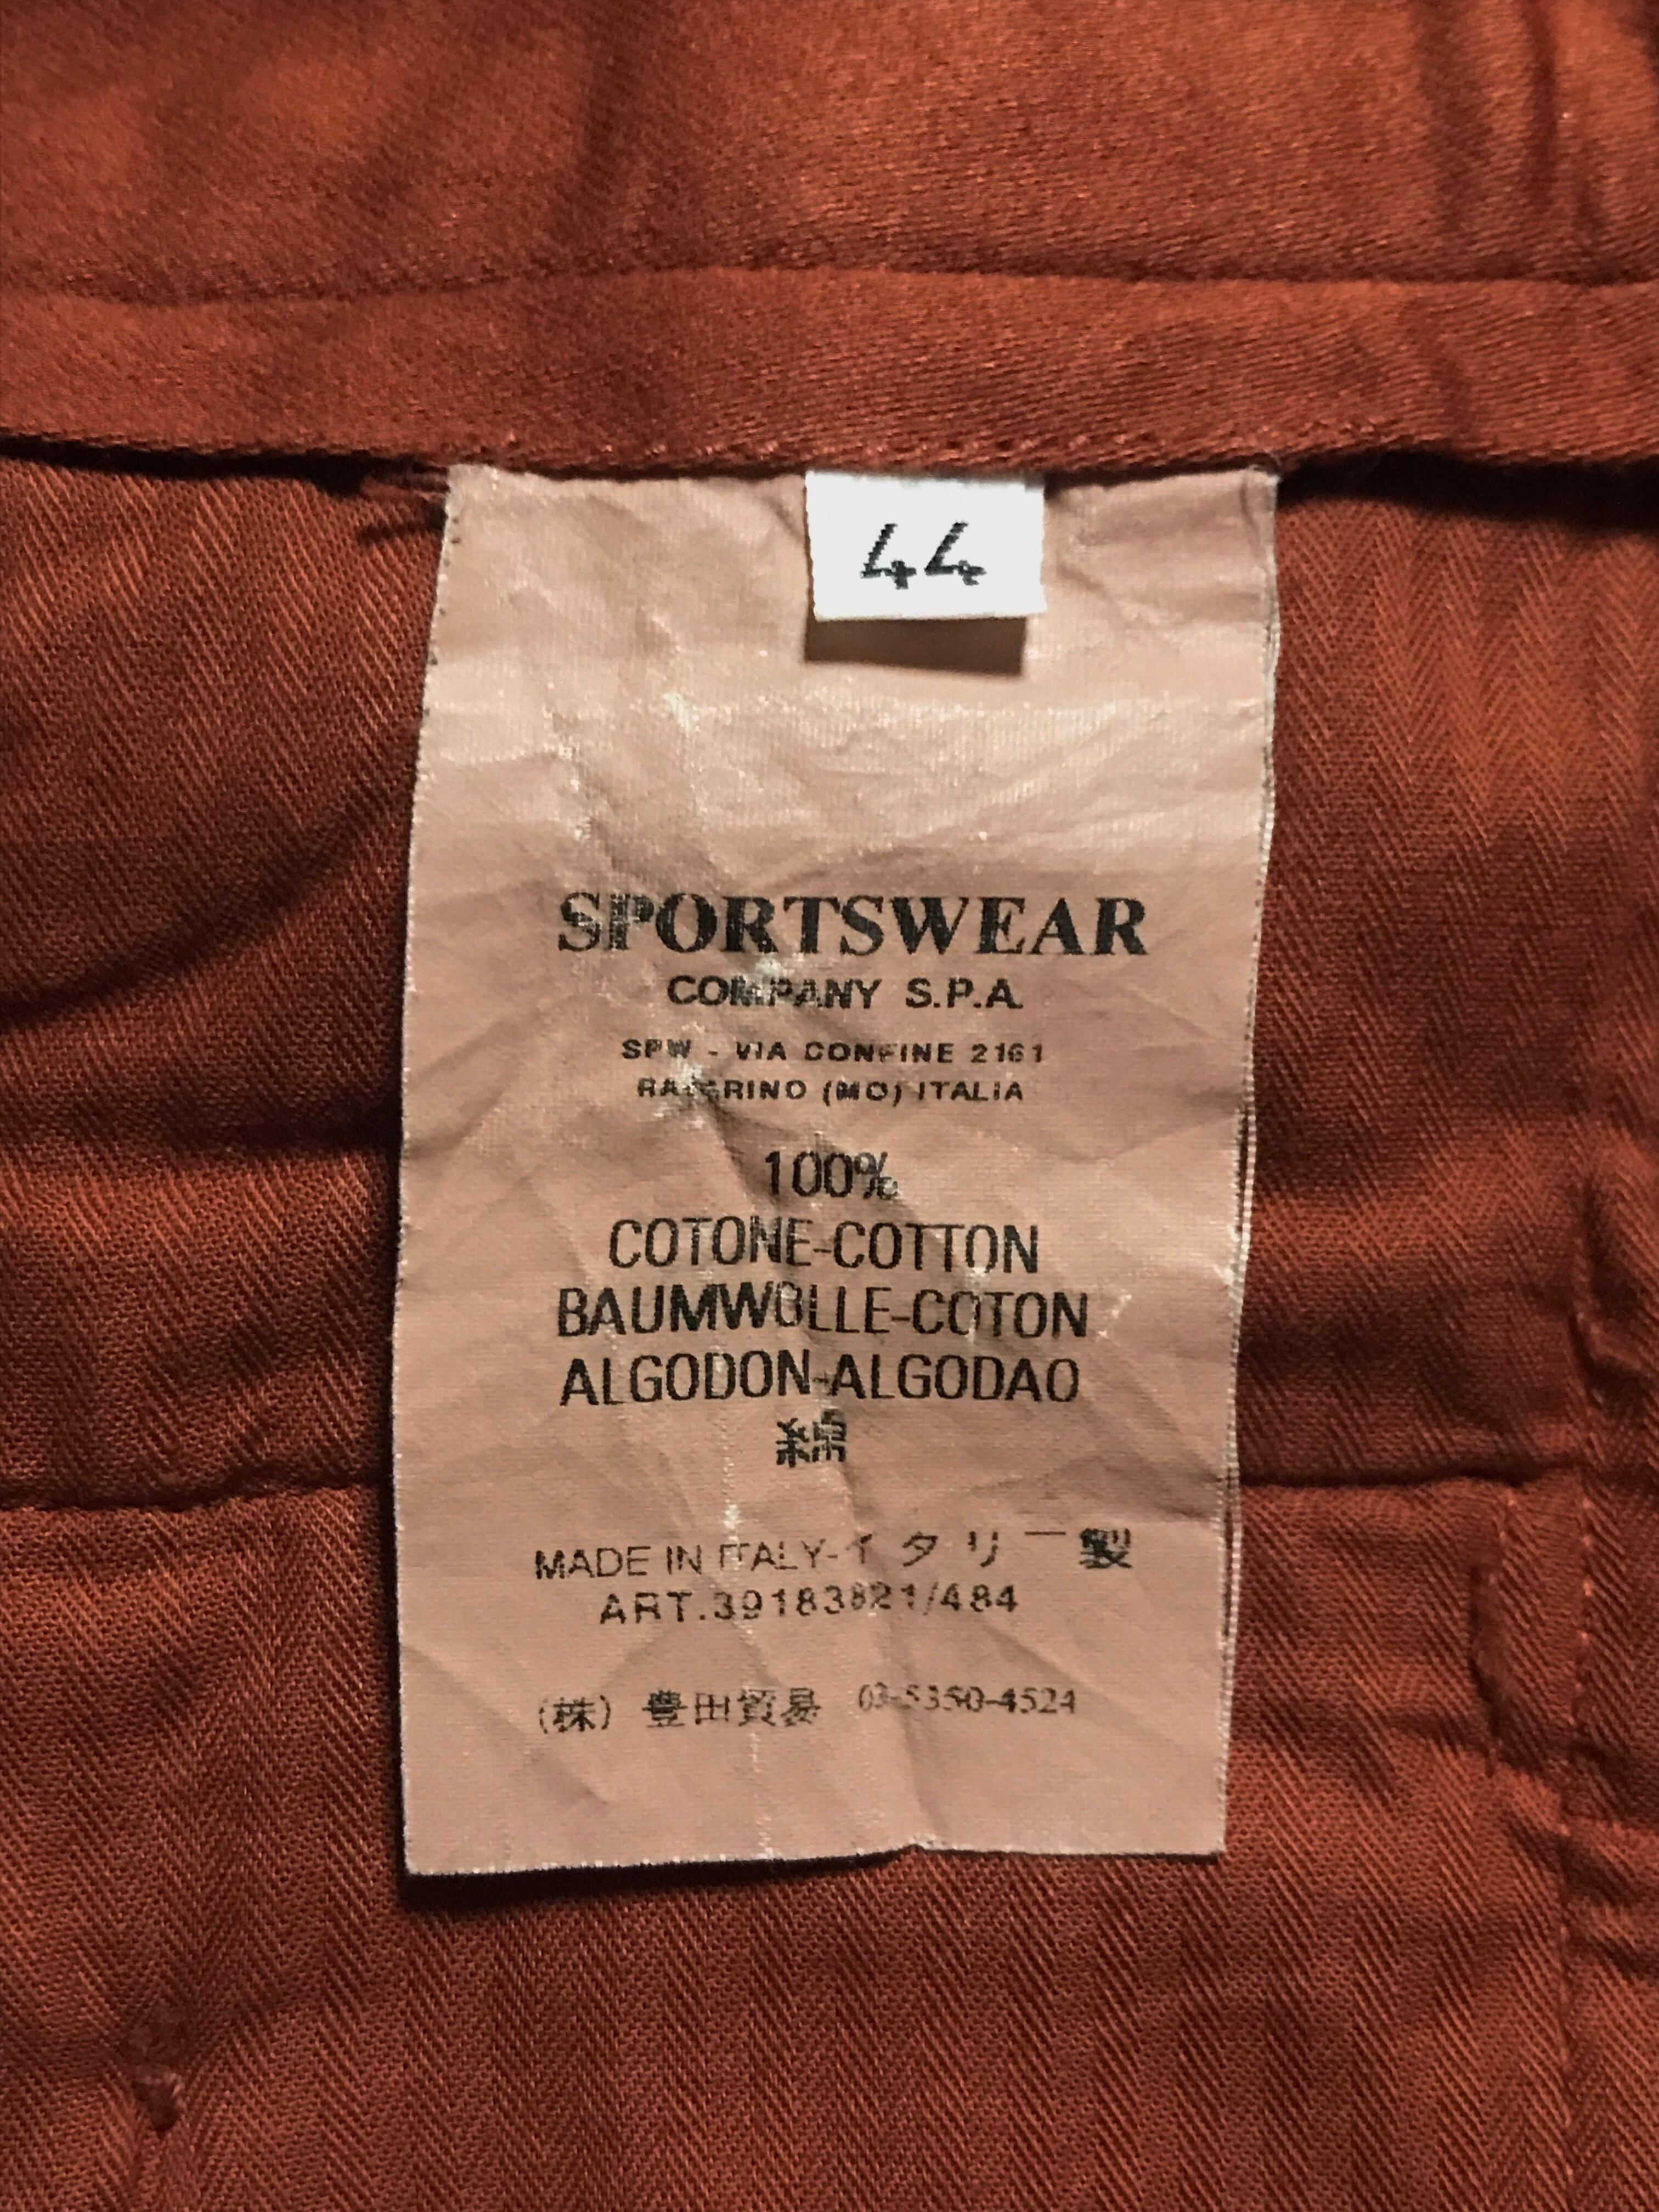 44
SPORTSWEAR
COMPANY S.P.A.
SPW - VIA CONFINE 2161
RAVARINO (MO) ITALIA
100%
COTONE-COTTON
BAUMWOLLE-COTON
ALGODON-ALGODAO
綿
MADE IN ITALY-イタリー製
ART.39183821/484
(株) 豊田貿易 03-5350-4524